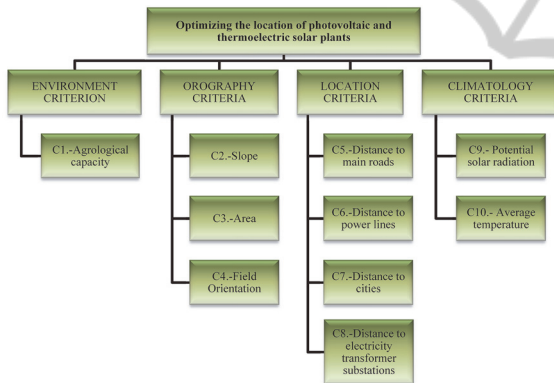 Optimizing the location of photovoltaic and
thermoelectric solar plants
ENVIRONMENT
CRITERION
OROGRAPHY
CRITERIA
LOCATION
CRITERIA
CLIMATOLOGY
CRITERIA
C1.-Agrological
capacity
C2.-Slope
C3.-Area
C4.-Field
Orientation
C5.-Distance to
main roads
C6.-Distance to
power lines
C7.-Distance to
cities
C8.-Distance to
electricity
transformer
substations
C9.- Potential
solar radiation
C10.- Average
temperature